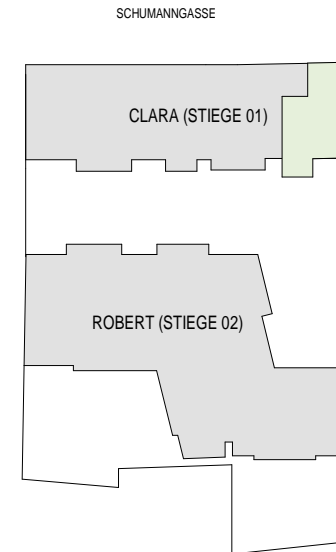 SCHUMANNGASSE
CLARA (STIEGE 01)
ROBERT (STIEGE 02)